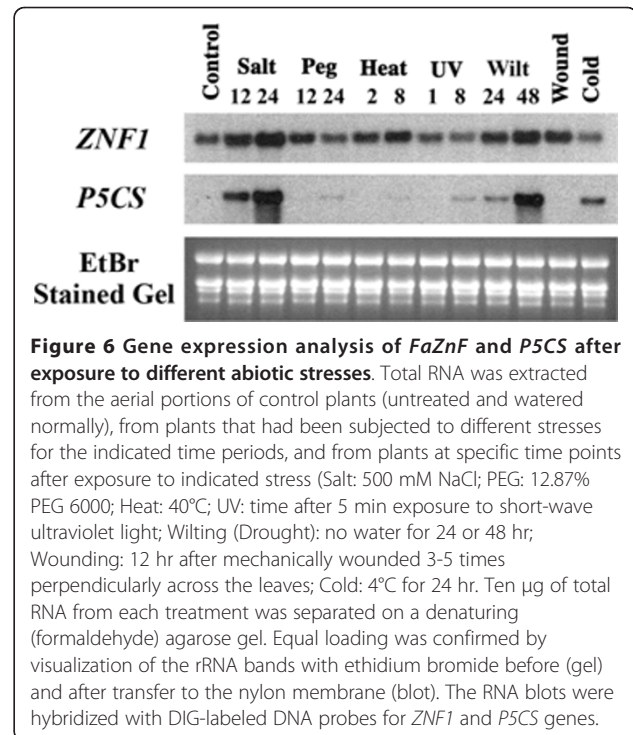 Control Salt Peg Heat UV Wilt Wound Cold
12 24 12 24 2 8 1 8 24 48
ZNF1
P5CS
EtBr
Stained Gel
Figure 6 Gene expression analysis of FaZnF and P5CS after
exposure to different abiotic stresses. Total RNA was extracted
from the aerial portions of control plants (untreated and watered
normally), from plants that had been subjected to different stresses
for the indicated time periods, and from plants at specific time points
after exposure to indicated stress (Salt: 500 mM NaCl; PEG: 12.87%
PEG 6000; Heat: 40°C; UV: time after 5 min exposure to short-wave
ultraviolet light; Wilting (Drought): no water for 24 or 48 hr;
Wounding: 12 hr after mechanically wounded 3-5 times
perpendicularly across the leaves; Cold: 4°C for 24 hr. Ten μg of total
RNA from each treatment was separated on a denaturing
(formaldehyde) agarose gel. Equal loading was confirmed by
visualization of the rRNA bands with ethidium bromide before (gel)
and after transfer to the nylon membrane (blot). The RNA blots were
hybridized with DIG-labeled DNA probes for ZNF1 and P5CS genes.